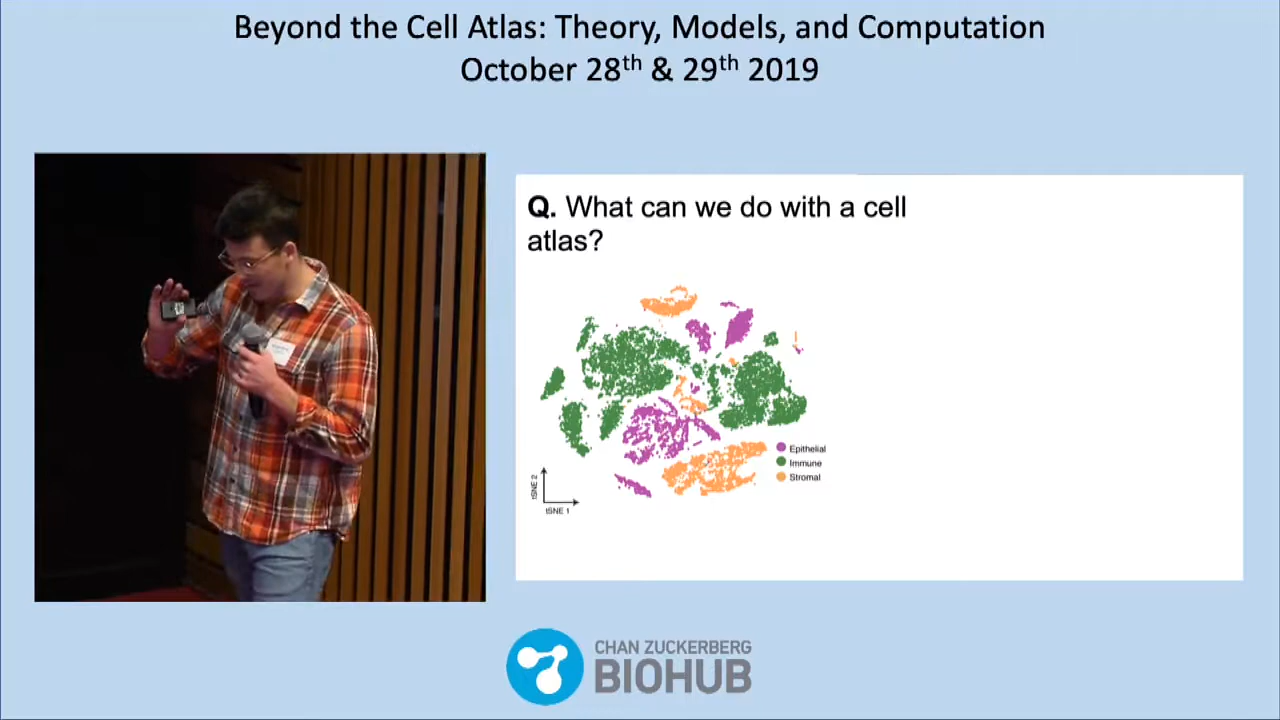 Beyond the Cell Atlas: Theory, Models, and Computation
October 28th & 29th 2019
Q. What can we do with a cell
atlas?
Epithelial
Immune
Stromal
tSNE 2
tSNE 1
CHAN ZUCKERBERG
BIOHUB